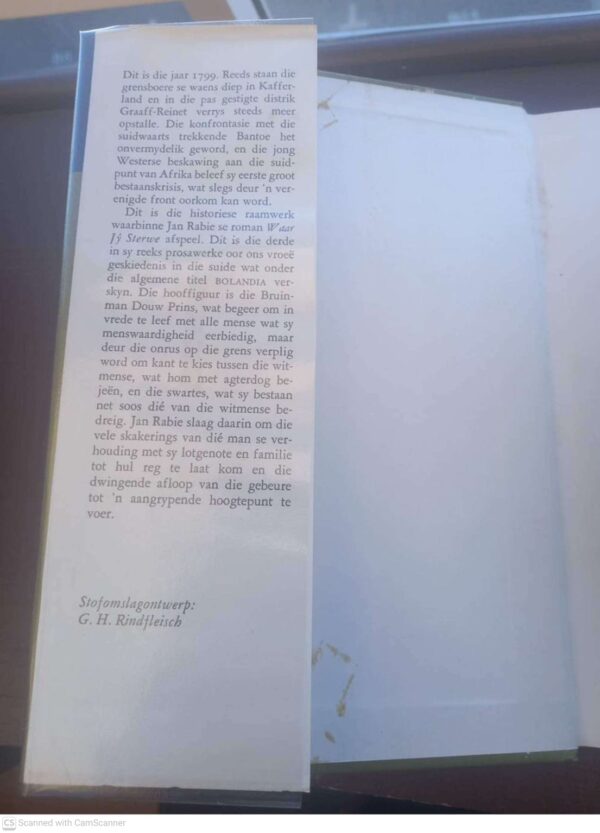 Dit is die jaar 1799. Reeds staan die
grensboere se waens diep in Kaffer-
land en in die pas gestigte distrik
Graaff-Reinet verrys steeds meer
opstalle. Die konfrontasie met die
suidwaarts trekkende Bantoe het
onvermydelik geword, en die jong
Westerse beskawing aan die suid-
punt van Afrika beleef sy eerste groot
bestaanskrisis, wat slegs deur 'n ver-
enigde front oorkom kan word.
Dit is die historiese raamwerk
waarbinne Jan Rabie se roman Waar
Jý Sterwe afspeel. Dit is die derde
in sy reeks prosawerke oor ons vroeë
geskiedenis in die suide wat onder
die algemene titel BOLANDIA ver-
skyn. Die hooffiguur is die Bruin-
man Douw Prins, wat begeer om in
vrede te leef met alle mense wat sy
menswaardigheid eerbiedig, maar
deur die onrus op die grens verplig
word om kant te kies tussen die wit-
mense, wat hom met agterdog be-
jeën, en die swartes, wat sy bestaan
net soos dié van die witmense be-
dreig. Jan Rabie slaag daarin om die
vele skakerings van dié man se ver-
houding met sy lotgenote en familie
tot hul reg te laat kom en die
dwingende afloop van die gebeure
tot 'n aangrypende hoogtepunt te
voer.
Stofomslagontwerp:
G. H. Rindfleisch
CS Scanned with CamScanner